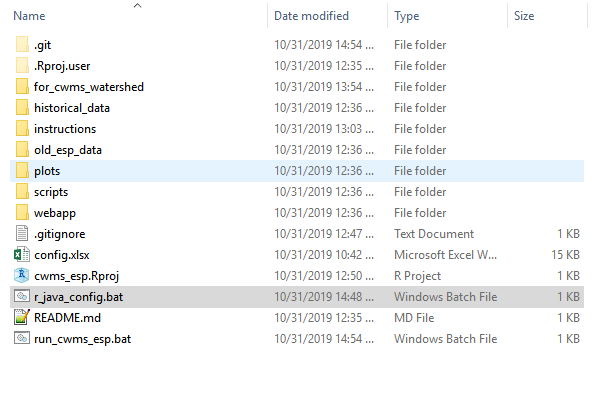 Name Date modified Type Size
.git 10/31/2019 14:54 ... File folder
.Rproj.user 10/31/2019 12:35 ... File folder
for_cwms_watershed 10/31/2019 13:54 ... File folder
historical_data 10/31/2019 12:36 ... File folder
instructions 10/31/2019 13:03 ... File folder
old_esp_data 10/31/2019 12:36 ... File folder
plots 10/31/2019 12:36 ... File folder
scripts 10/31/2019 12:36 ... File folder
webapp 10/31/2019 12:36 ... File folder
.gitignore 10/31/2019 12:47 ... Text Document 1 KB
config.xlsx 10/31/2019 10:42 ... Microsoft Excel W... 15 KB
cwms_esp.Rproj 10/31/2019 12:50 ... R Project 1 KB
r_java_config.bat 10/31/2019 14:48 ... Windows Batch File 1 KB
README.md 10/31/2019 12:35 ... MD File 1 KB
run_cwms_esp.bat 10/31/2019 14:54 ... Windows Batch File 1 KB